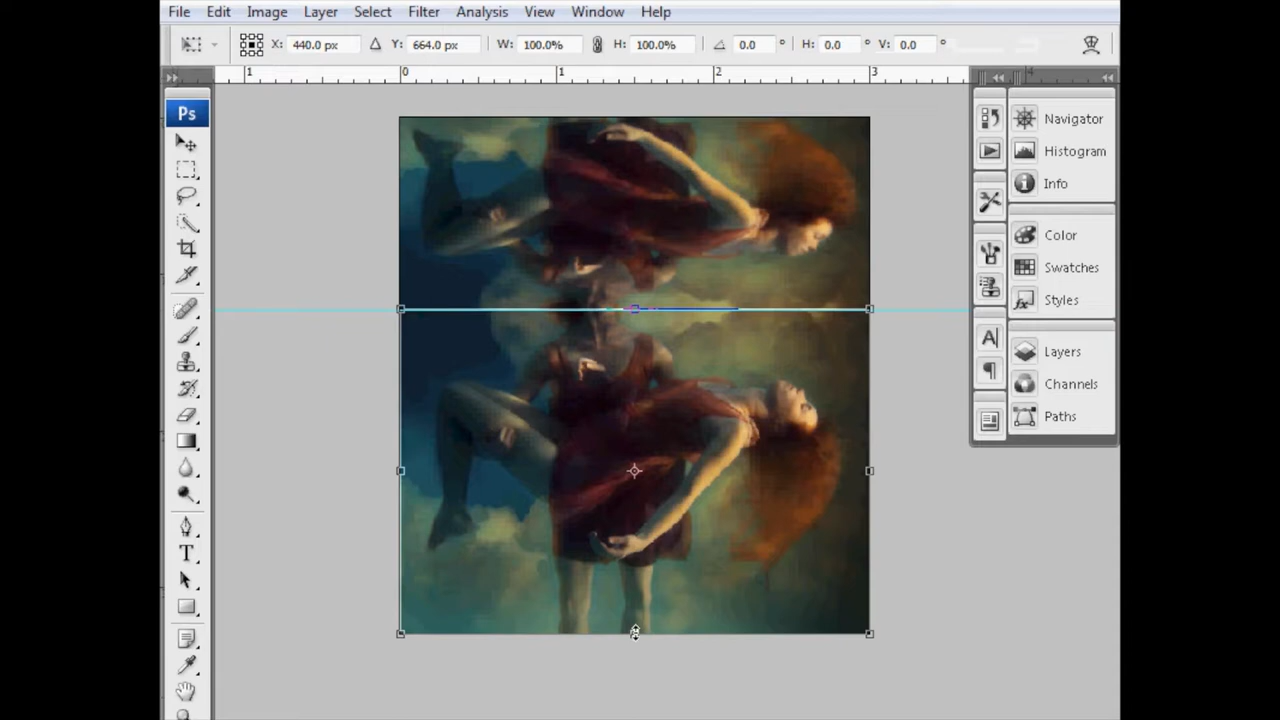 File Edit Image Layer Select Filter Analysis View Window Help
X: 440.0 px Y: 664.0 px W: 100.0% H: 100.0% 0.0 ° H: 0.0 ° V: 0.0 °
1 0 1 2 3 4
Ps
Navigator
Histogram
Info
Color
Swatches
Styles
Layers
Channels
Paths